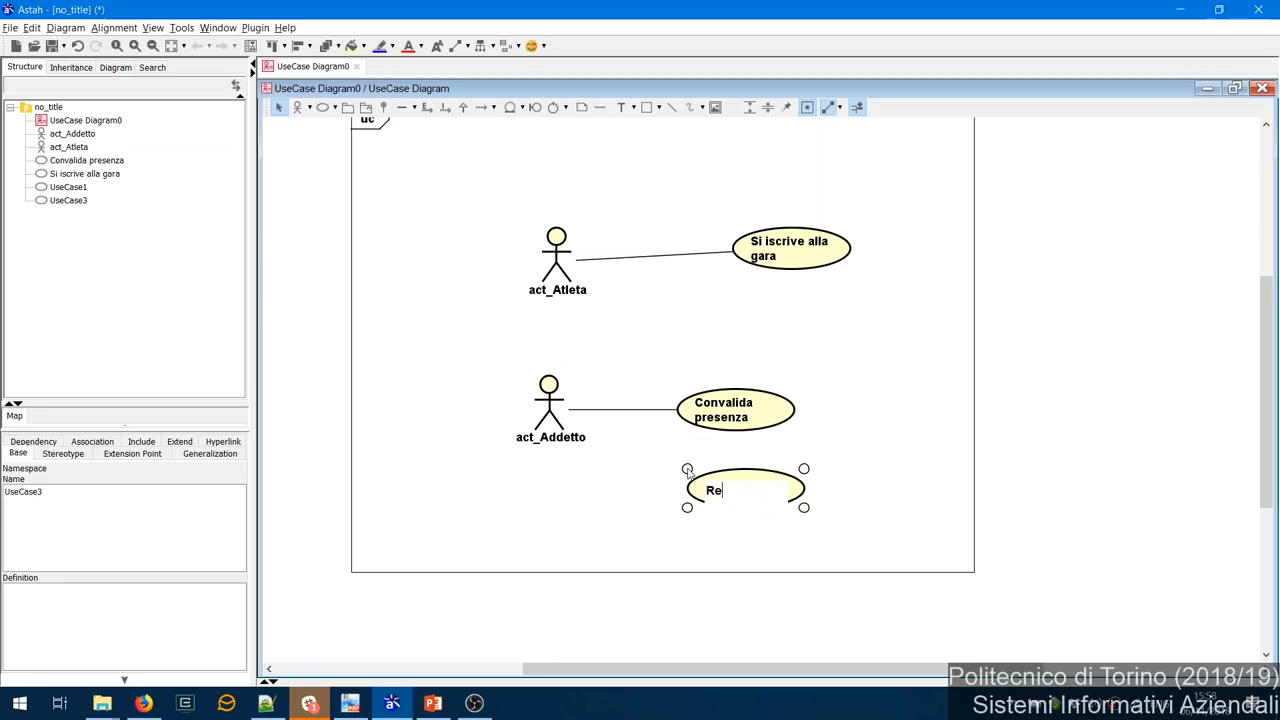 Astah - [no_title] (*)
File Edit Diagram Alignment View Tools Window Plugin Help
Structure Inheritance Diagram Search
UseCase Diagram0
UseCase Diagram0 / UseCase Diagram
no_title
UseCase Diagram0
act_Addetto
act_Atleta
Convalida presenza
Si iscrive alla gara
UseCase1
UseCase3
uc
Si iscrive alla
gara
act_Atleta
Convalida
presenza
act_Addetto
Re
Map
Dependency Association Include Extend Hyperlink
Base Stereotype Extension Point Generalization
Namespace
Name
UseCase3
Definition
Politecnico di Torino (2018/19)
15:58
Sistemi Informativi Aziendali